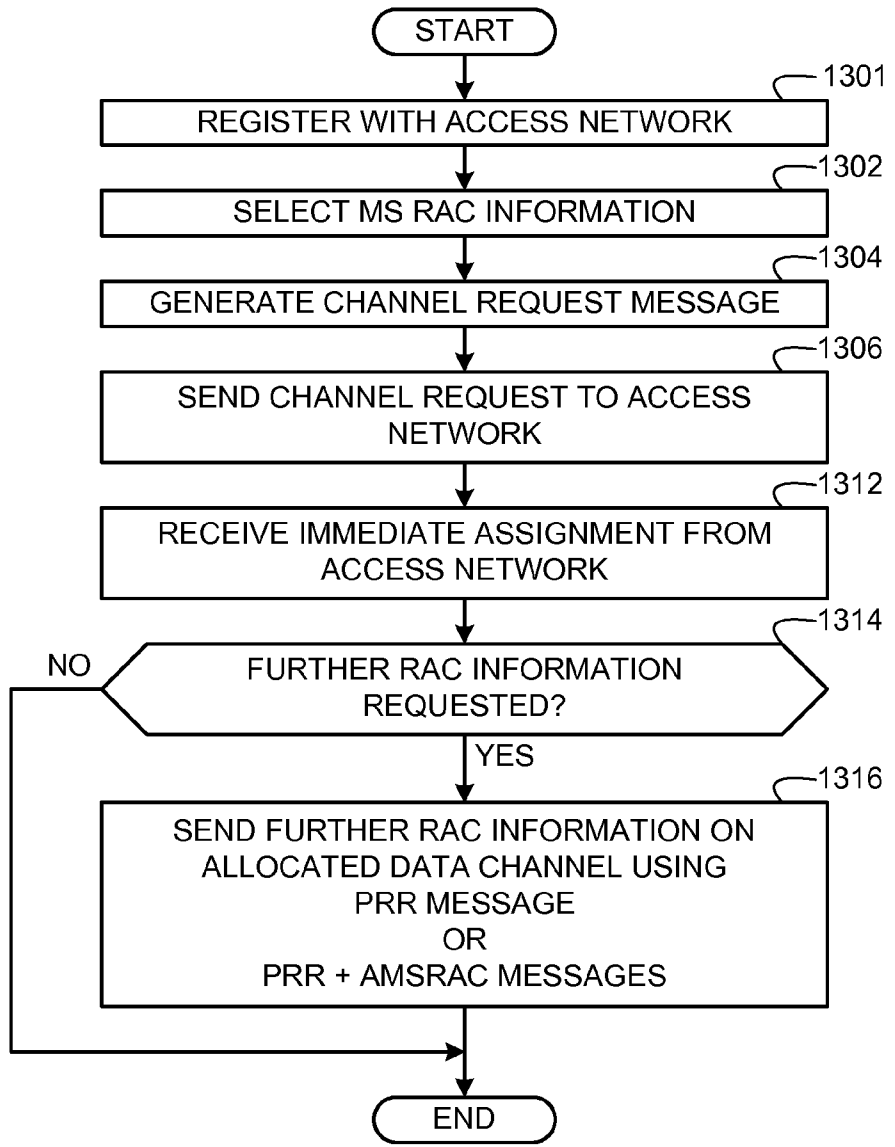 START
1301
REGISTER WITH ACCESS NETWORK
1302
SELECT MS RAC INFORMATION
1304
GENERATE CHANNEL REQUEST MESSAGE
1306
SEND CHANNEL REQUEST TO ACCESS
NETWORK
1312
RECEIVE IMMEDIATE ASSIGNMENT FROM
ACCESS NETWORK
1314
NO
FURTHER RAC INFORMATION
REQUESTED?
YES
1316
SEND FURTHER RAC INFORMATION ON
ALLOCATED DATA CHANNEL USING
PRR MESSAGE
OR
PRR + AMSRAC MESSAGES
END